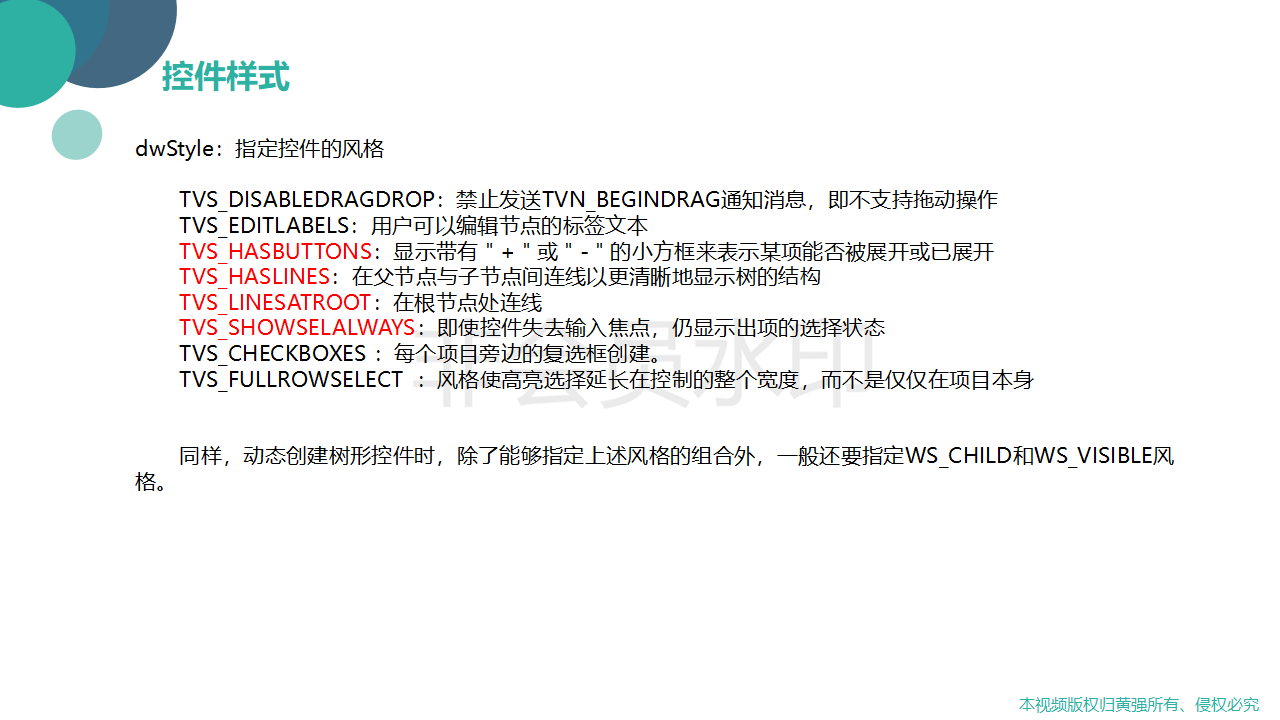 控件样式
dwStyle：指定控件的风格
TVS_DISABLEDRAGDROP：禁止发送TVN_BEGINDRAG通知消息，即不支持拖动操作
TVS_EDITLABELS：用户可以编辑节点的标签文本
TVS_HASBUTTONS：显示带有＂+＂或＂-＂的小方框来表示某项能否被展开或已展开
TVS_HASLINES：在父节点与子节点间连线以更清晰地显示树的结构
TVS_LINESATROOT：在根节点处连线
TVS_SHOWSELALWAYS：即使控件失去输入焦点，仍显示出项的选择状态
TVS_CHECKBOXES ：每个项目旁边的复选框创建。
TVS_FULLROWSELECT ：风格使高亮选择延长在控制的整个宽度，而不是仅仅在项目本身
非会员水印
同样，动态创建树形控件时，除了能够指定上述风格的组合外，一般还要指定WS_CHILD和WS_VISIBLE风
格。
本视频版权归黄强所有、侵权必究